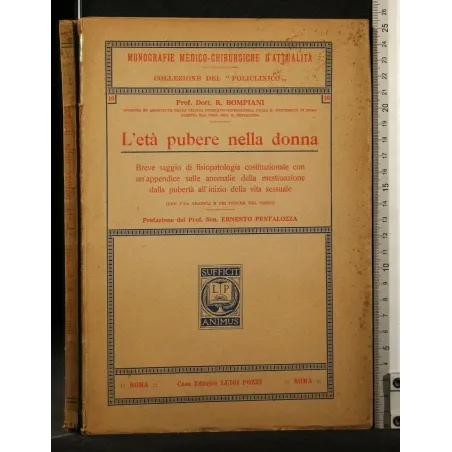 MONOGRAFIE MEDICO-CHIRURGICHE D'ATTUALITÀ
COLLEZIONE DEL "POLICLINICO"
Prof. Dott. R. BOMPIANI
L'età pubere nella donna
Breve saggio di fisiopatologia costituzionale con
un'appendice sulle anomalie della mestruazione
dalla pubertà all'inizio della vita sessuale
Prefazione del Prof. Sen. ERNESTO PESTALOZZA
SUFFICIT
L P
ANIMUS
:: ROMA :: Casa Editrice LUIGI POZZI :: ROMA ::